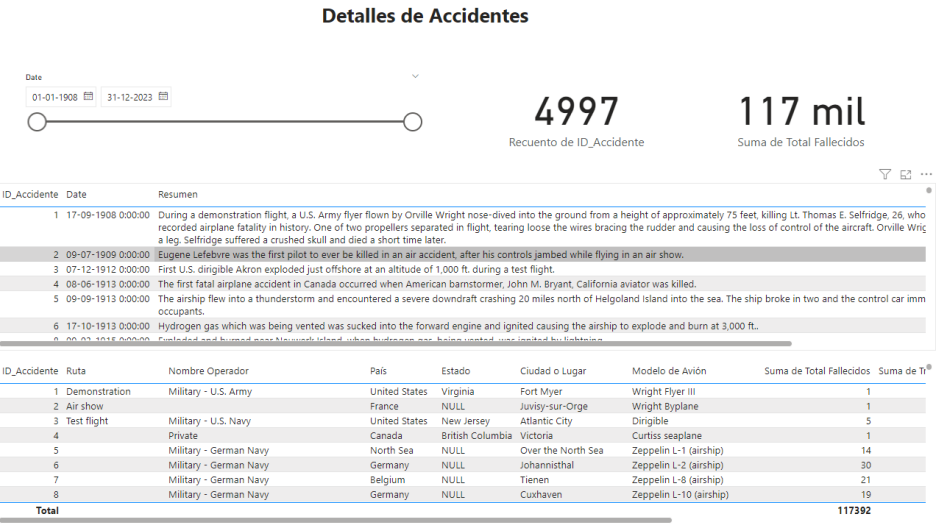 Detalles de Accidentes
Date
01-01-1908 31-12-2023
4997
Recuento de ID_Accidente
117 mil
Suma de Total Fallecidos
ID_Accidente Date Resumen
1 17-09-1908 0:00:00 During a demonstration flight, a U.S. Army flyer flown by Orville Wright nose-dived into the ground from a height of approximately 75 feet, killing Lt. Thomas E. Selfridge, 26, who
recorded airplane fatality in history. One of two propellers separated in flight, tearing loose the wires bracing the rudder and causing the loss of control of the aircraft. Orville
a leg. Selfridge suffered a crushed skull and died a short time later.
2 09-07-1909 0:00:00 Eugene Lefebvre was the first pilot to ever be killed in an air accident, after his controls jambed while flying in an air show.
3 07-12-1912 0:00:00 First U.S. dirigible Akron exploded just offshore at an altitude of 1,000 ft. during a test flight.
4 08-06-1913 0:00:00 The first fatal airplane accident in Canada occurred when American barnstormer, John M. Bryant, California aviator was killed.
5 09-09-1913 0:00:00 The airship flew into a thunderstorm and encountered a severe downdraft crashing 20 miles north of Helgoland Island into the sea. The ship broke in two and the control car imm
occupants.
6 17-10-1913 0:00:00 Hydrogen gas which was being vented was sucked into the forward engine and ignited causing the airship to explode and burn at 3,000 ft..
ID_Accidente Ruta Nombre Operador País Estado Ciudad o Lugar Modelo de Avión Suma de Total Fallecidos Suma de
1 Demonstration Military - U.S. Army United States Virginia Fort Myer Wright Flyer III 1
2 Air show France NULL Juvisy-sur-Orge Wright Byplane 1
3 Test flight Military - U.S. Navy United States New Jersey Atlantic City Dirigible 5
4 Private Canada British Columbia Victoria Curtiss seaplane 1
5 Military - German Navy North Sea NULL Over the North Sea Zeppelin L-1 (airship) 14
6 Military - German Navy Germany NULL Johannisthal Zeppelin L-2 (airship) 30
7 Military - German Navy Belgium NULL Tienen Zeppelin L-8 (airship) 21
8 Military - German Navy Germany NULL Cuxhaven Zeppelin L-10 (airship) 19
Total 117392